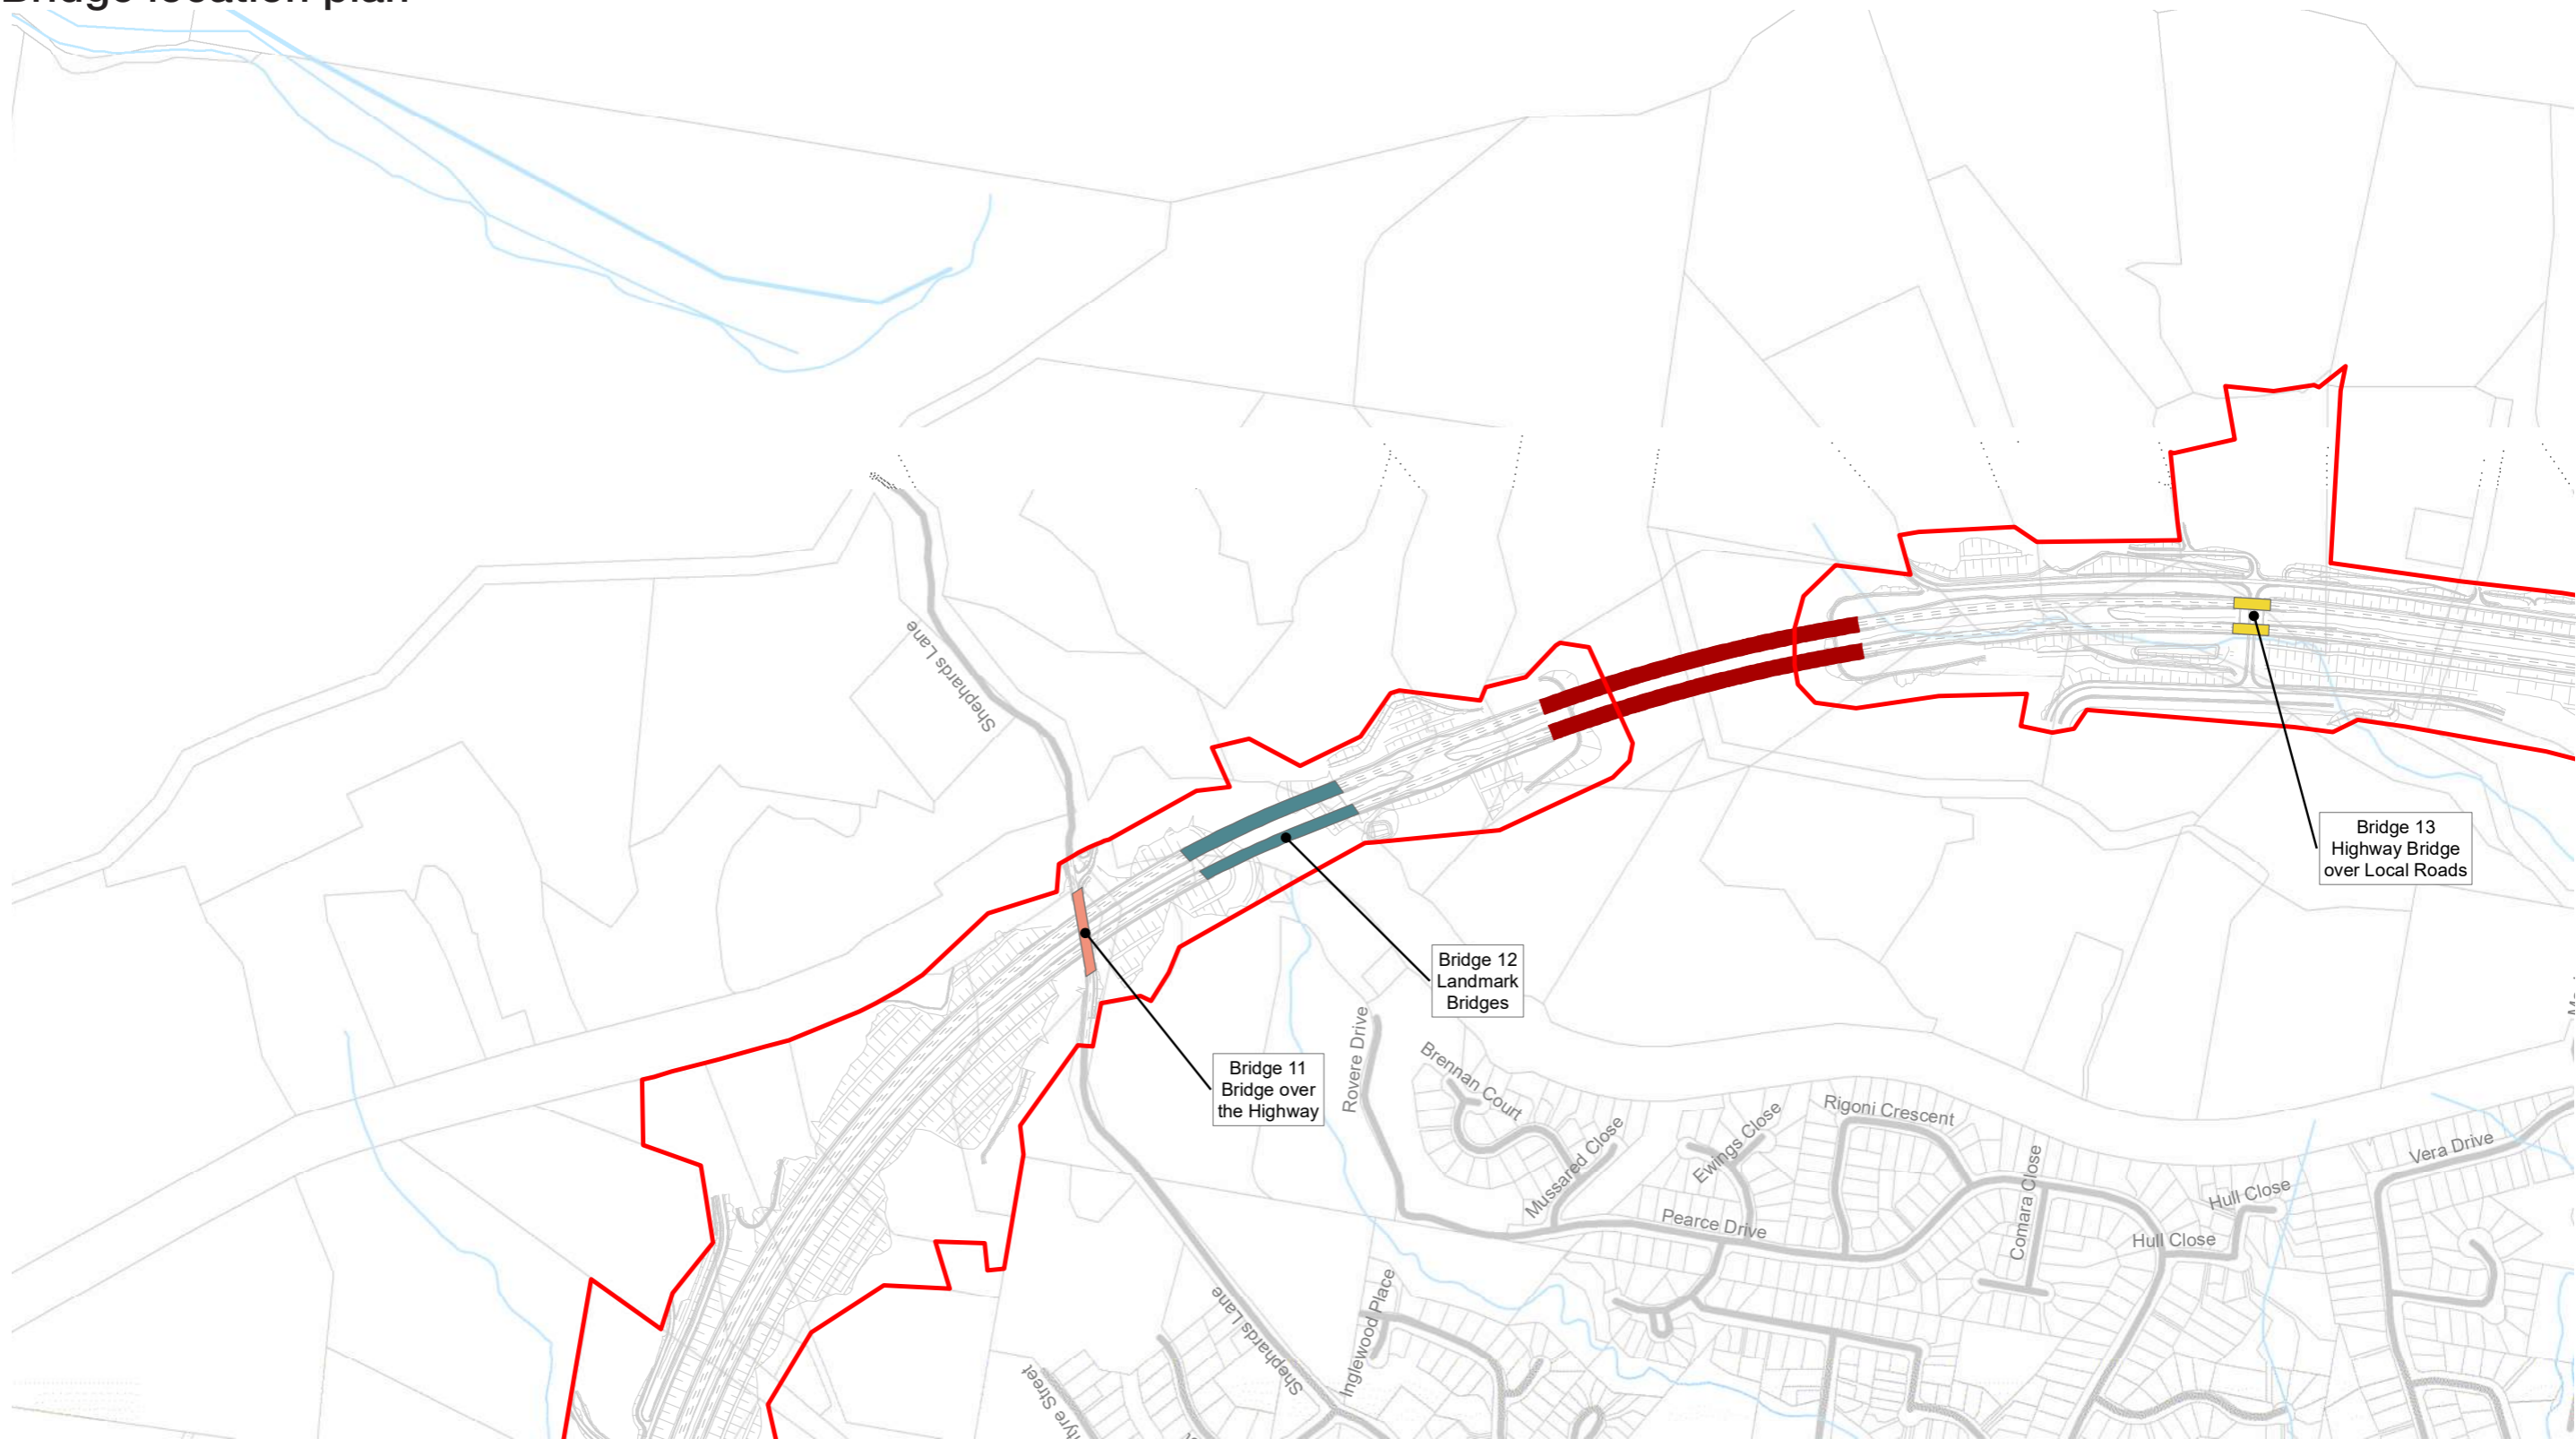 Bridge location plan
Shephards Lane
Bridge 13
Highway Bridge
over Local Roads
Bridge 12
Landmark
Bridges
Bridge 11
Bridge over
the Highway
Rovere Drive
Brennan Court
Mussared Close
Ewings Close
Rigoni Crescent
Pearce Drive
Comara Close
Hull Close
Hull Close
Vera Drive
Shephards Lane
Inglewood Place
Street